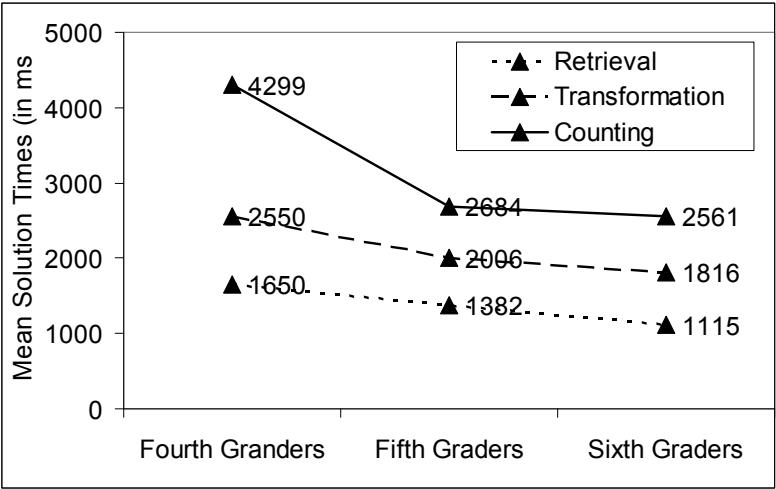 Mean Solution Times (in ms
5000
4000
3000
2000
1000
0
Retrieval
Transformation
Counting
4299
2684
2561
2550
2006
1816
1650
1382
1115
Fourth Granders
Fifth Graders
Sixth Graders